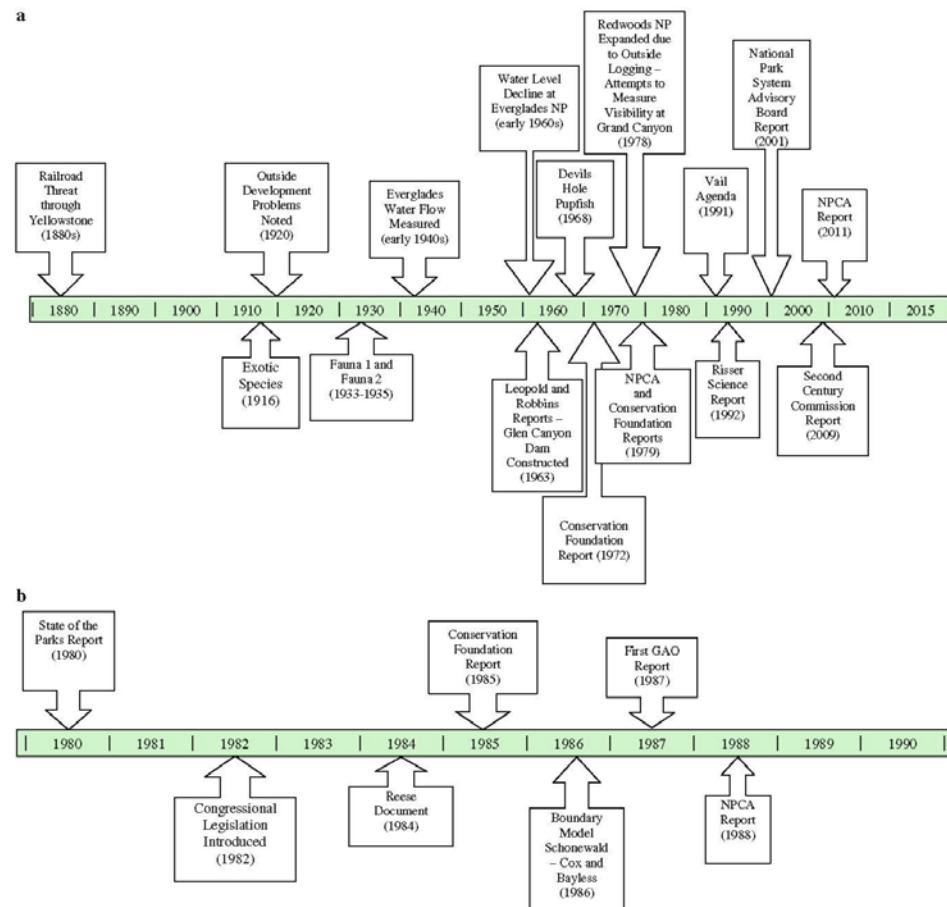 a
Railroad
Threat
through
Yellowstone
(1880s)
Outside
Development
Problems
Noted
(1920)
Everglades
Water Flow
Measured
(early 1940s)
Water Level
Decline at
Everglades NP
(early 1960s)
Devils
Hole
Pupfish
(1968)
Redwoods NP
Expanded due
to Outside
Logging –
Attempts to
Measure
Visibility at
Grand Canyon
(1978)
Vail
Agenda
(1991)
National
Park
System
Advisory
Board
Report
(2001)
NPCA
Report
(2011)
1880 1890 1900 1910 1920 1930 1940 1950 1960 1970 1980 1990 2000 2010 2015
Exotic
Species
(1916)
Fauna 1 and
Fauna 2
(1933-1935)
Leopold and
Robbins
Reports –
Glen Canyon
Dam
Constructed
(1963)
Conservation
Foundation
Report (1972)
NPCA
and
Conservation
Foundation
Reports
(1979)
Risser
Science
Report
(1992)
Second
Century
Commission
Report
(2009)
b
State of the
Parks Report
(1980)
Conservation
Foundation
Report
(1985)
First GAO
Report
(1987)
1980 1981 1982 1983 1984 1985 1986 1987 1988 1989 1990
Congressional
Legislation
Introduced
(1982)
Reese
Document
(1984)
Boundary
Model
Schonewald
– Cox and
Bayless
(1986)
NPCA
Report
(1988)